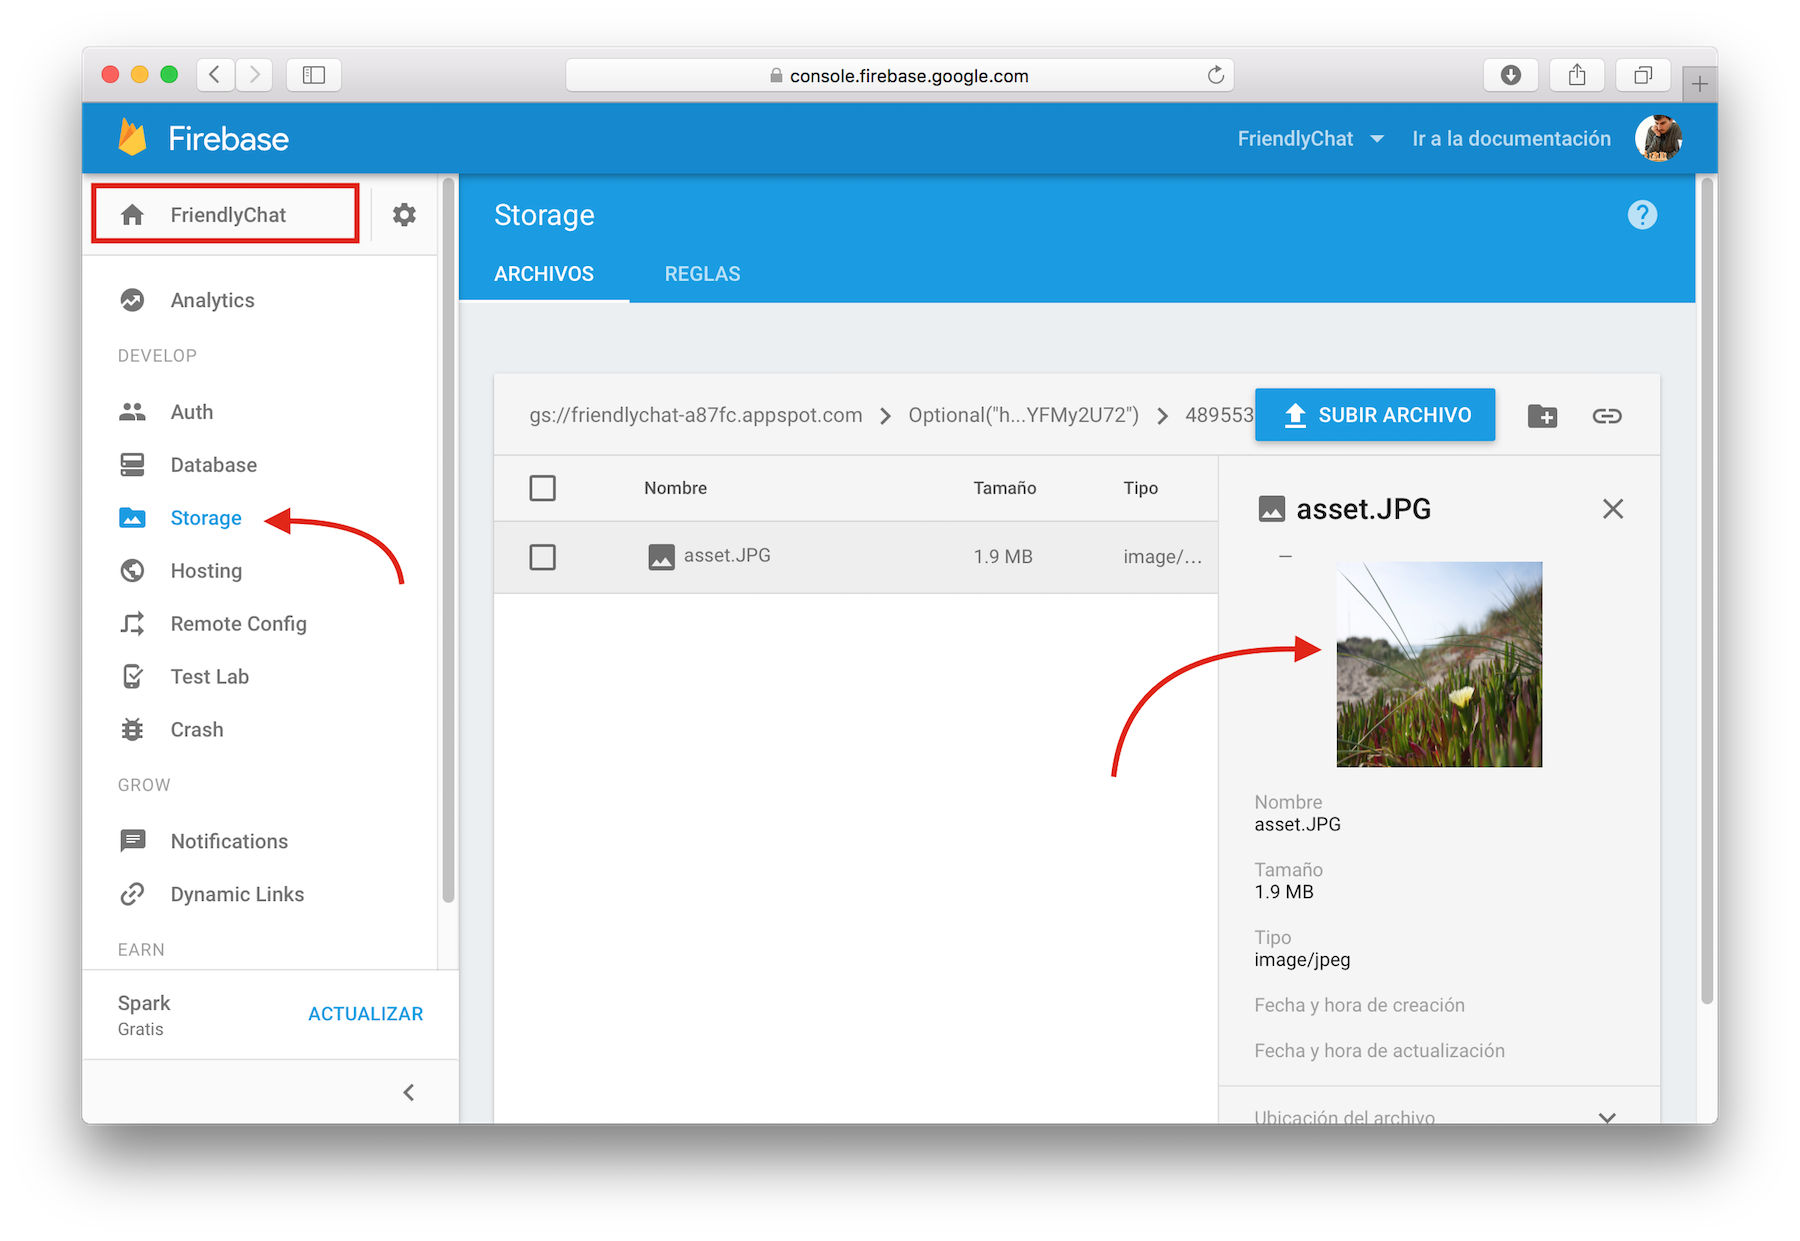 console.firebase.google.com
Firebase
FriendlyChat
Ir a la documentación
FriendlyChat
Analytics
DEVELOP
Auth
Database
Storage
Hosting
Remote Config
Test Lab
Crash
GROW
Notifications
Dynamic Links
EARN
Spark
Gratis
ACTUALIZAR
Storage
ARCHIVOS
REGLAS
gs://friendlychat-a87fc.appspot.com > Optional("h...YFMy2U72") > 489553
SUBIR ARCHIVO
Nombre Tamaño Tipo
asset.JPG 1.9 MB image/...
asset.JPG
–
Nombre
asset.JPG
Tamaño
1.9 MB
Tipo
image/jpeg
Fecha y hora de creación
Fecha y hora de actualización
Ubicación del archivo